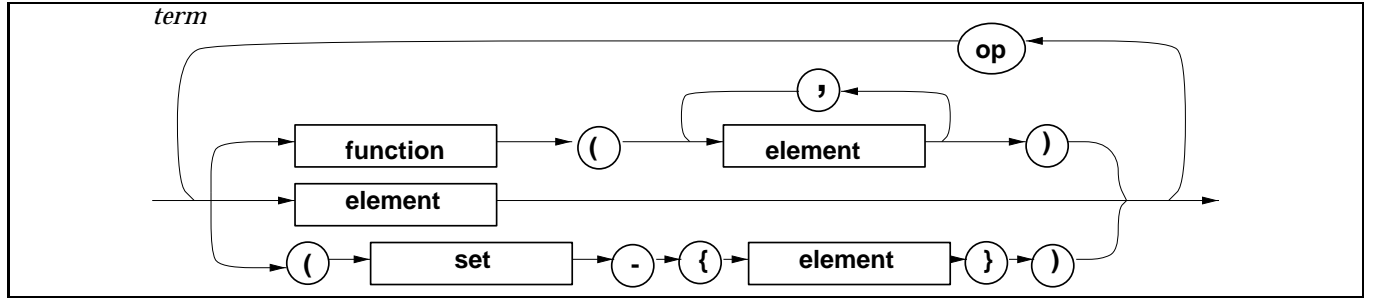 term
op
,
function ( element )
element
( set - { element } )